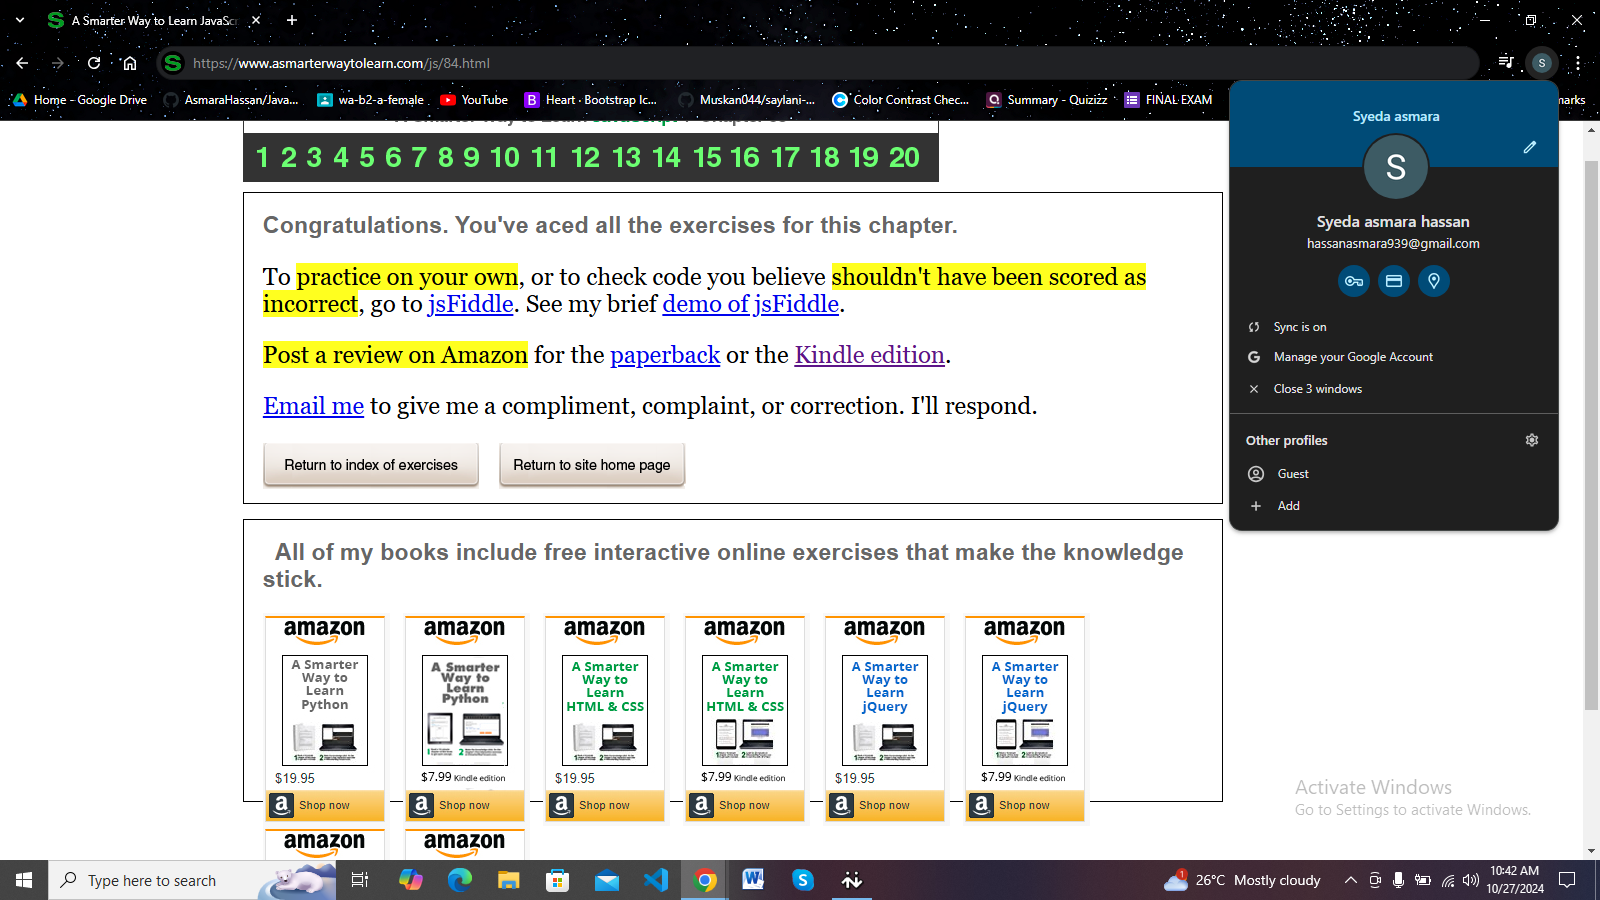 A Smarter Way to Learn JavaSc
https://www.asmarterwaytolearn.com/js/84.html
S
Home - Google Drive
AsmaraHassan/Java...
wa-b2-a-female
YouTube
Heart · Bootstrap Ic...
Muskan044/saylani-...
Color Contrast Chec...
Summary - Quizizz
FINAL EXAM
marks
1 2 3 4 5 6 7 8 9 10 11 12 13 14 15 16 17 18 19 20
Congratulations. You've aced all the exercises for this chapter.
To practice on your own, or to check code you believe shouldn't have been scored as
incorrect, go to jsFiddle. See my brief demo of jsFiddle.
Post a review on Amazon for the paperback or the Kindle edition.
Email me to give me a compliment, complaint, or correction. I'll respond.
Return to index of exercises
Return to site home page
Syeda asmara
S
Syeda asmara hassan
hassanasmara939@gmail.com
Sync is on
Manage your Google Account
Close 3 windows
Other profiles
Guest
Add
All of my books include free interactive online exercises that make the knowledge
stick.
amazon
A Smarter
Way to
Learn
Python
$19.95
Shop now
amazon
A Smarter
Way to
Learn
Python
$7.99 Kindle edition
Shop now
amazon
A Smarter
Way to
Learn
HTML & CSS
$19.95
Shop now
amazon
A Smarter
Way to
Learn
HTML & CSS
$7.99 Kindle edition
Shop now
amazon
A Smarter
Way to
Learn
jQuery
$19.95
Shop now
amazon
A Smarter
Way to
Learn
jQuery
$7.99 Kindle edition
Shop now
amazon
amazon
Activate Windows
Go to Settings to activate Windows.
Type here to search
1
26°C Mostly cloudy
10:42 AM
10/27/2024